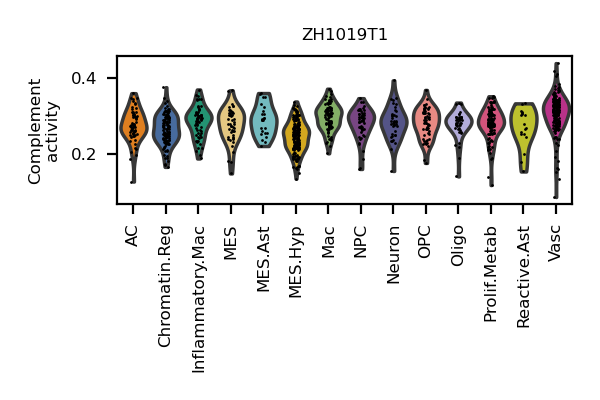 ZH1019T1
Complement
activity
0.4
0.2
AC
Chromatin.Reg
Inflammatory.Mac
MES
MES.Ast
MES.Hyp
Mac
NPC
Neuron
OPC
Oligo
Prolif.Metab
Reactive.Ast
Vasc